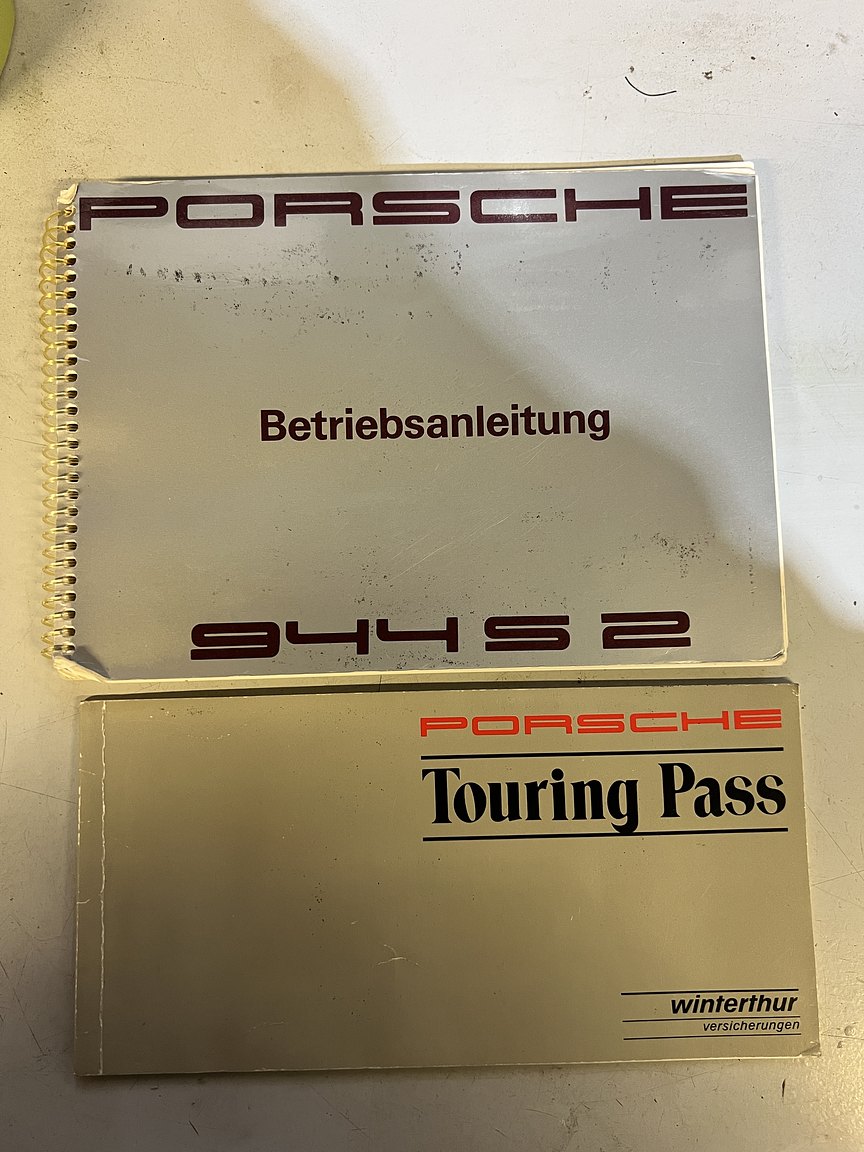 PORSCHE
Betriebsanleitung
944 S 2
PORSCHE
Touring Pass
winterthur
versicherungen